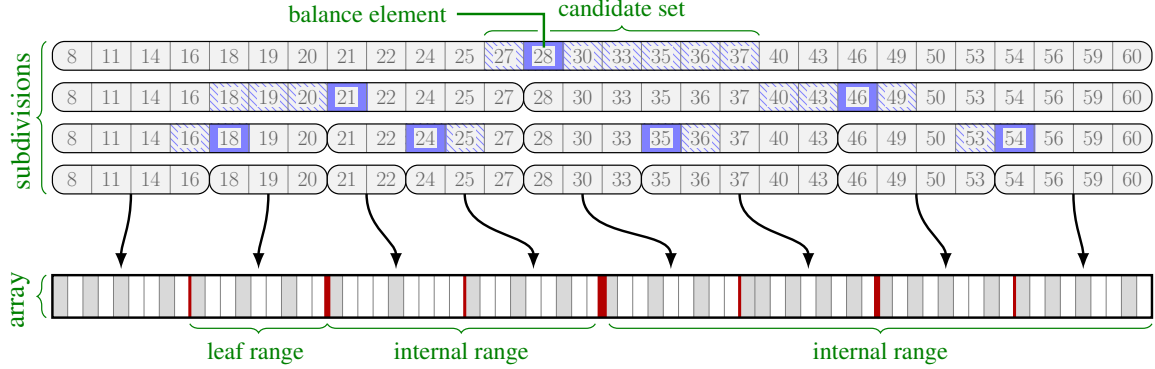 balance element
candidate set
subdivisions
8 11 14 16 18 19 20 21 22 24 25 27 28 30 33 35 36 37 40 43 46 49 50 53 54 56 59 60
8 11 14 16 18 19 20 21 22 24 25 27 28 30 33 35 36 37 40 43 46 49 50 53 54 56 59 60
8 11 14 16 18 19 20 21 22 24 25 27 28 30 33 35 36 37 40 43 46 49 50 53 54 56 59 60
8 11 14 16 18 19 20 21 22 24 25 27 28 30 33 35 36 37 40 43 46 49 50 53 54 56 59 60
array
leaf range
internal range
internal range